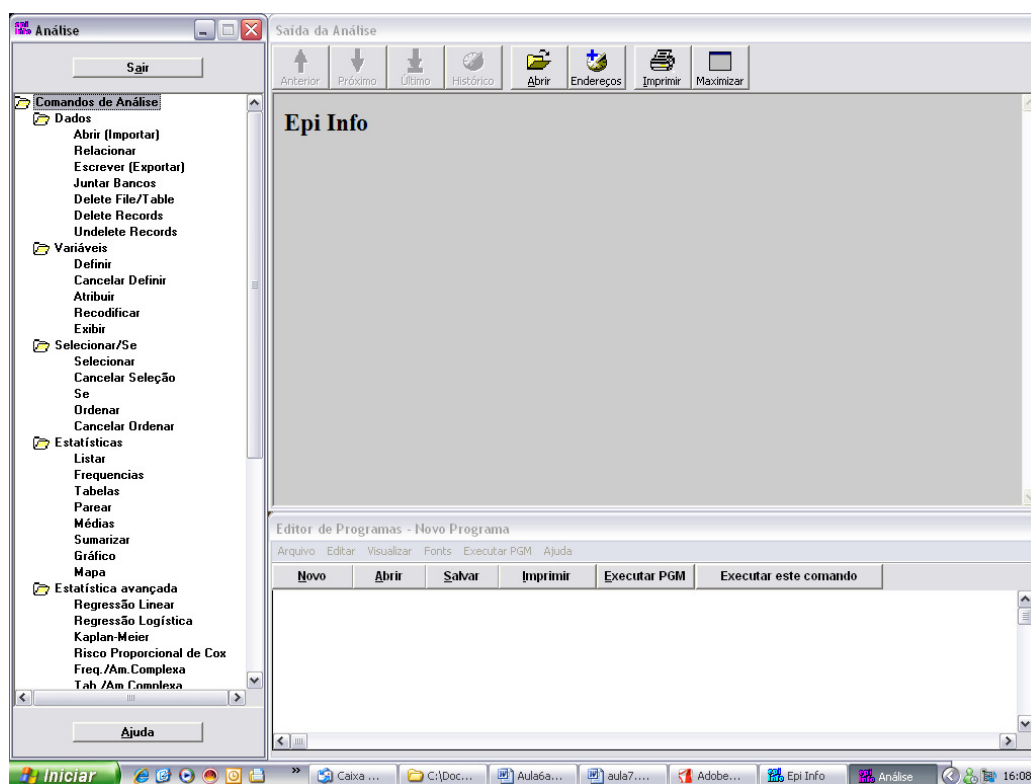 Análise
Sair
Comandos de Análise
Dados
Abrir (Importar)
Relacionar
Escrever (Exportar)
Juntar Bancos
Delete File/Table
Delete Records
Undelete Records
Variáveis
Definir
Cancelar Definir
Atribuir
Recodificar
Exibir
Selecionar/Se
Selecionar
Cancelar Seleção
Se
Ordenar
Cancelar Ordenar
Estatísticas
Listar
Frequencias
Tabelas
Parear
Médias
Sumarizar
Gráfico
Mapa
Estatística avançada
Regressão Linear
Regressão Logística
Kaplan-Meier
Risco Proporcional de Cox
Freq./Am.Complexa
Tab./Am.Complexa
Ajuda
Saída da Análise
Anterior Próximo Último Histórico Abrir Endereços Imprimir Maximizar
Epi Info
Editor de Programas - Novo Programa
Arquivo Editar Visualizar Fonts Executar PGM Ajuda
Novo Abrir Salvar Imprimir Executar PGM Executar este comando
Iniciar » Caixa ... C:\Doc... Aula6a... aula7.... Adobe... Epi Info Análise 16:00